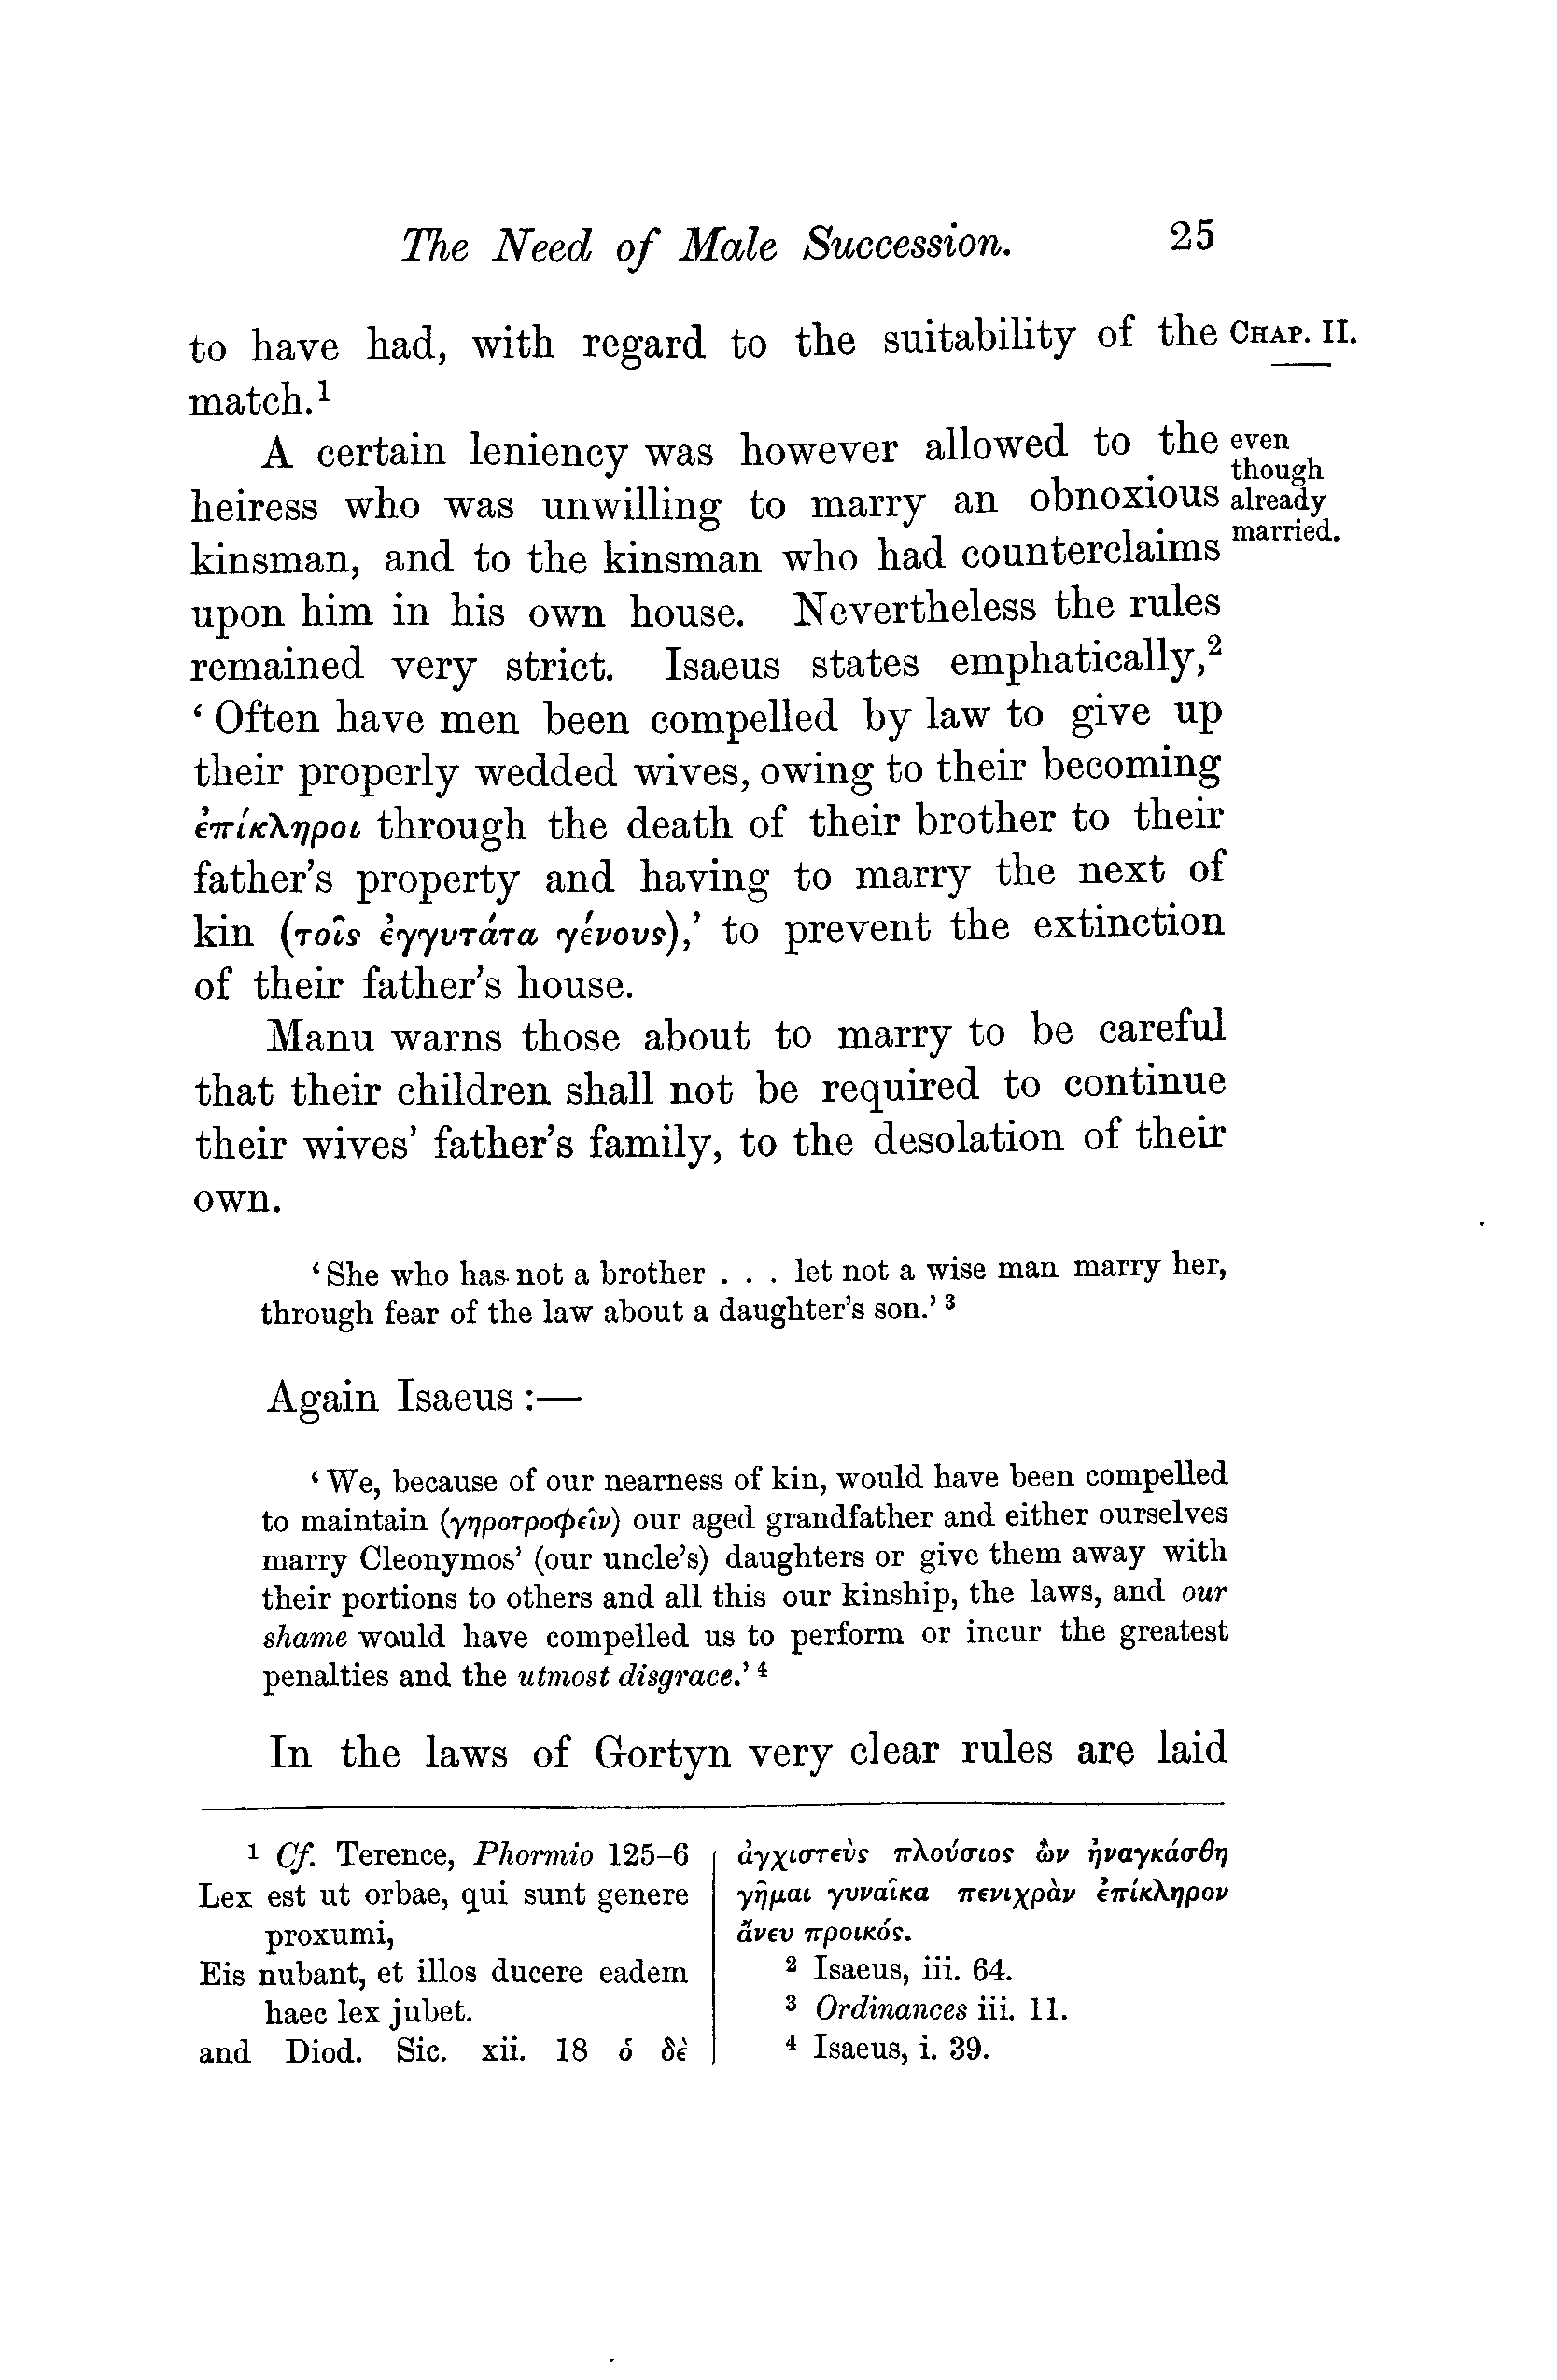 The Need of Male Succession. 25
to have had, with regard to the suitability of the
match.¹
CHAP. II.
A certain leniency was however allowed to the
heiress who was unwilling to marry an obnoxious
kinsman, and to the kinsman who had counterclaims
upon him in his own house. Nevertheless the rules
remained very strict. Isaeus states emphatically,²
‘Often have men been compelled by law to give up
their properly wedded wives, owing to their becoming
ἐπίκληροι through the death of their brother to their
father’s property and having to marry the next of
kin (τοῖς ἐγγυτάτα γένους),’ to prevent the extinction
of their father’s house.
even
though
already
married.
Manu warns those about to marry to be careful
that their children shall not be required to continue
their wives’ father’s family, to the desolation of their
own.
‘She who has not a brother . . . let not a wise man marry her,
through fear of the law about a daughter’s son.’ ³
Again Isaeus :—
‘We, because of our nearness of kin, would have been compelled
to maintain (γηροτροφεῖν) our aged grandfather and either ourselves
marry Cleonymos’ (our uncle’s) daughters or give them away with
their portions to others and all this our kinship, the laws, and our
shame would have compelled us to perform or incur the greatest
penalties and the utmost disgrace.’ ⁴
In the laws of Gortyn very clear rules are laid
¹ Cf. Terence, Phormio 125–6
Lex est ut orbae, qui sunt genere
proxumi,
Eis nubant, et illos ducere eadem
haec lex jubet.
and Diod. Sic. xii. 18 ὁ δὲ
ἀγχιστεὺς πλούσιος ὢν ἠναγκάσθη
γῆμαι γυναῖκα πενιχρὰν ἐπίκληρον
ἄνευ προικός.
² Isaeus, iii. 64.
³ Ordinances iii. 11.
⁴ Isaeus, i. 39.